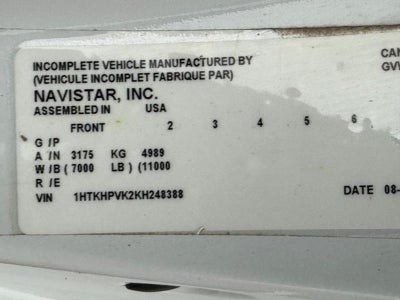 INCOMPLETE VEHICLE MANUFACTURED BY
(VEHICULE INCOMPLET FABRIQUE PAR)
NAVISTAR, INC.
ASSEMBLED IN USA
FRONT 2 3 4 5 6
G /P
A /N 3175 KG 4989
W/B ( 7000 LB ) (11000
R /E
VIN 1HTKHPVK2KH248388
CAN
GV
DATE 08-